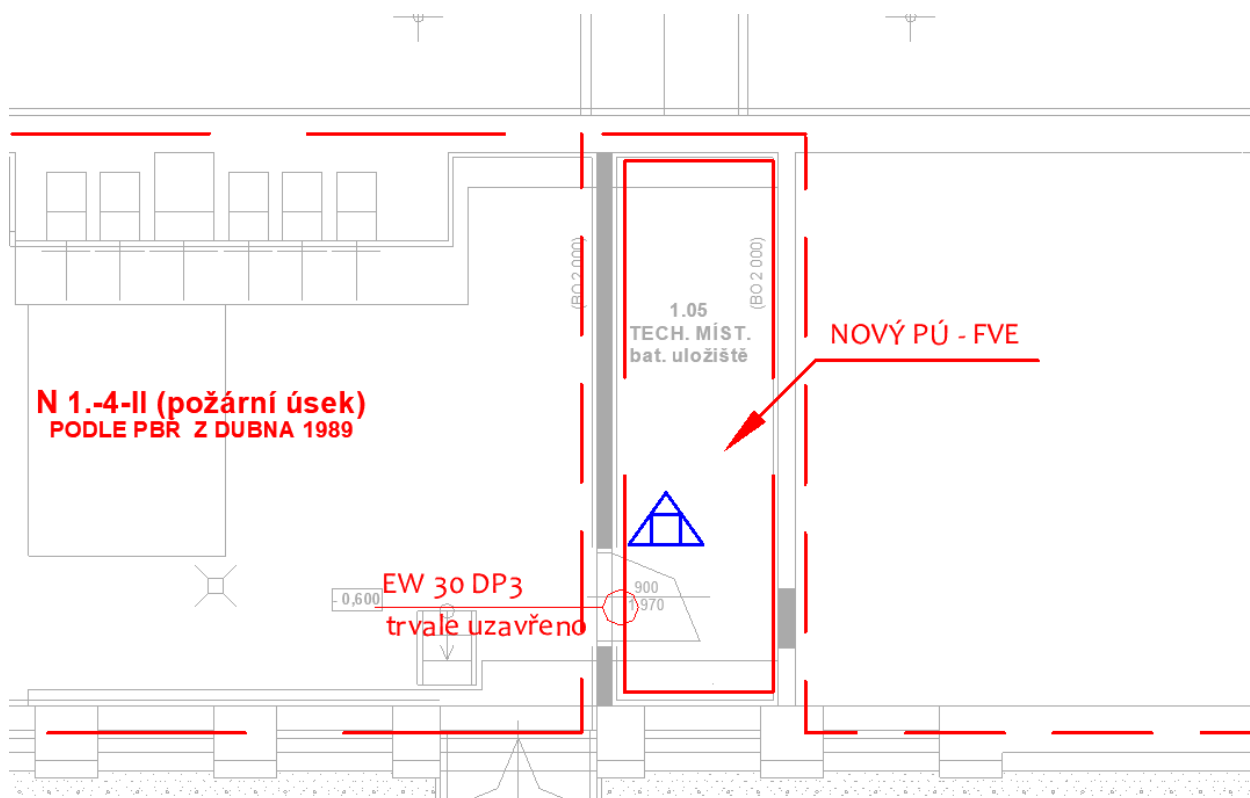 (BO 2 000)
(BO 2 000)
1.05
TECH. MÍST.
bat. uložiště
NOVÝ PÚ - FVE
N 1.-4-II (požární úsek)
PODLE PBŘ Z DUBNA 1989
EW 30 DP3
trvale uzavřeno
- 0,600
900
1970